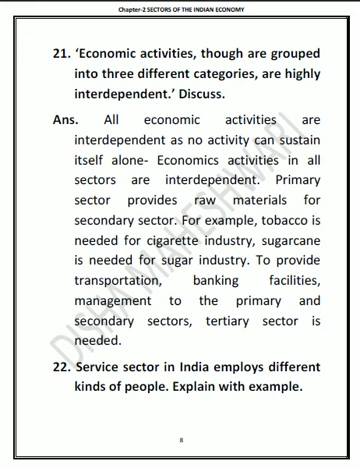 Chapter-2 SECTORS OF THE INDIAN ECONOMY
21. ‘Economic activities, though are grouped
into three different categories, are highly
interdependent.’ Discuss.
Ans. All economic activities are
interdependent as no activity can sustain
itself alone- Economics activities in all
sectors are interdependent. Primary
sector provides raw materials for
secondary sector. For example, tobacco is
needed for cigarette industry, sugarcane
is needed for sugar industry. To provide
transportation, banking facilities,
management to the primary and
secondary sectors, tertiary sector is
needed.
22. Service sector in India employs different
kinds of people. Explain with example.
8
DISHA MAHESHWARI